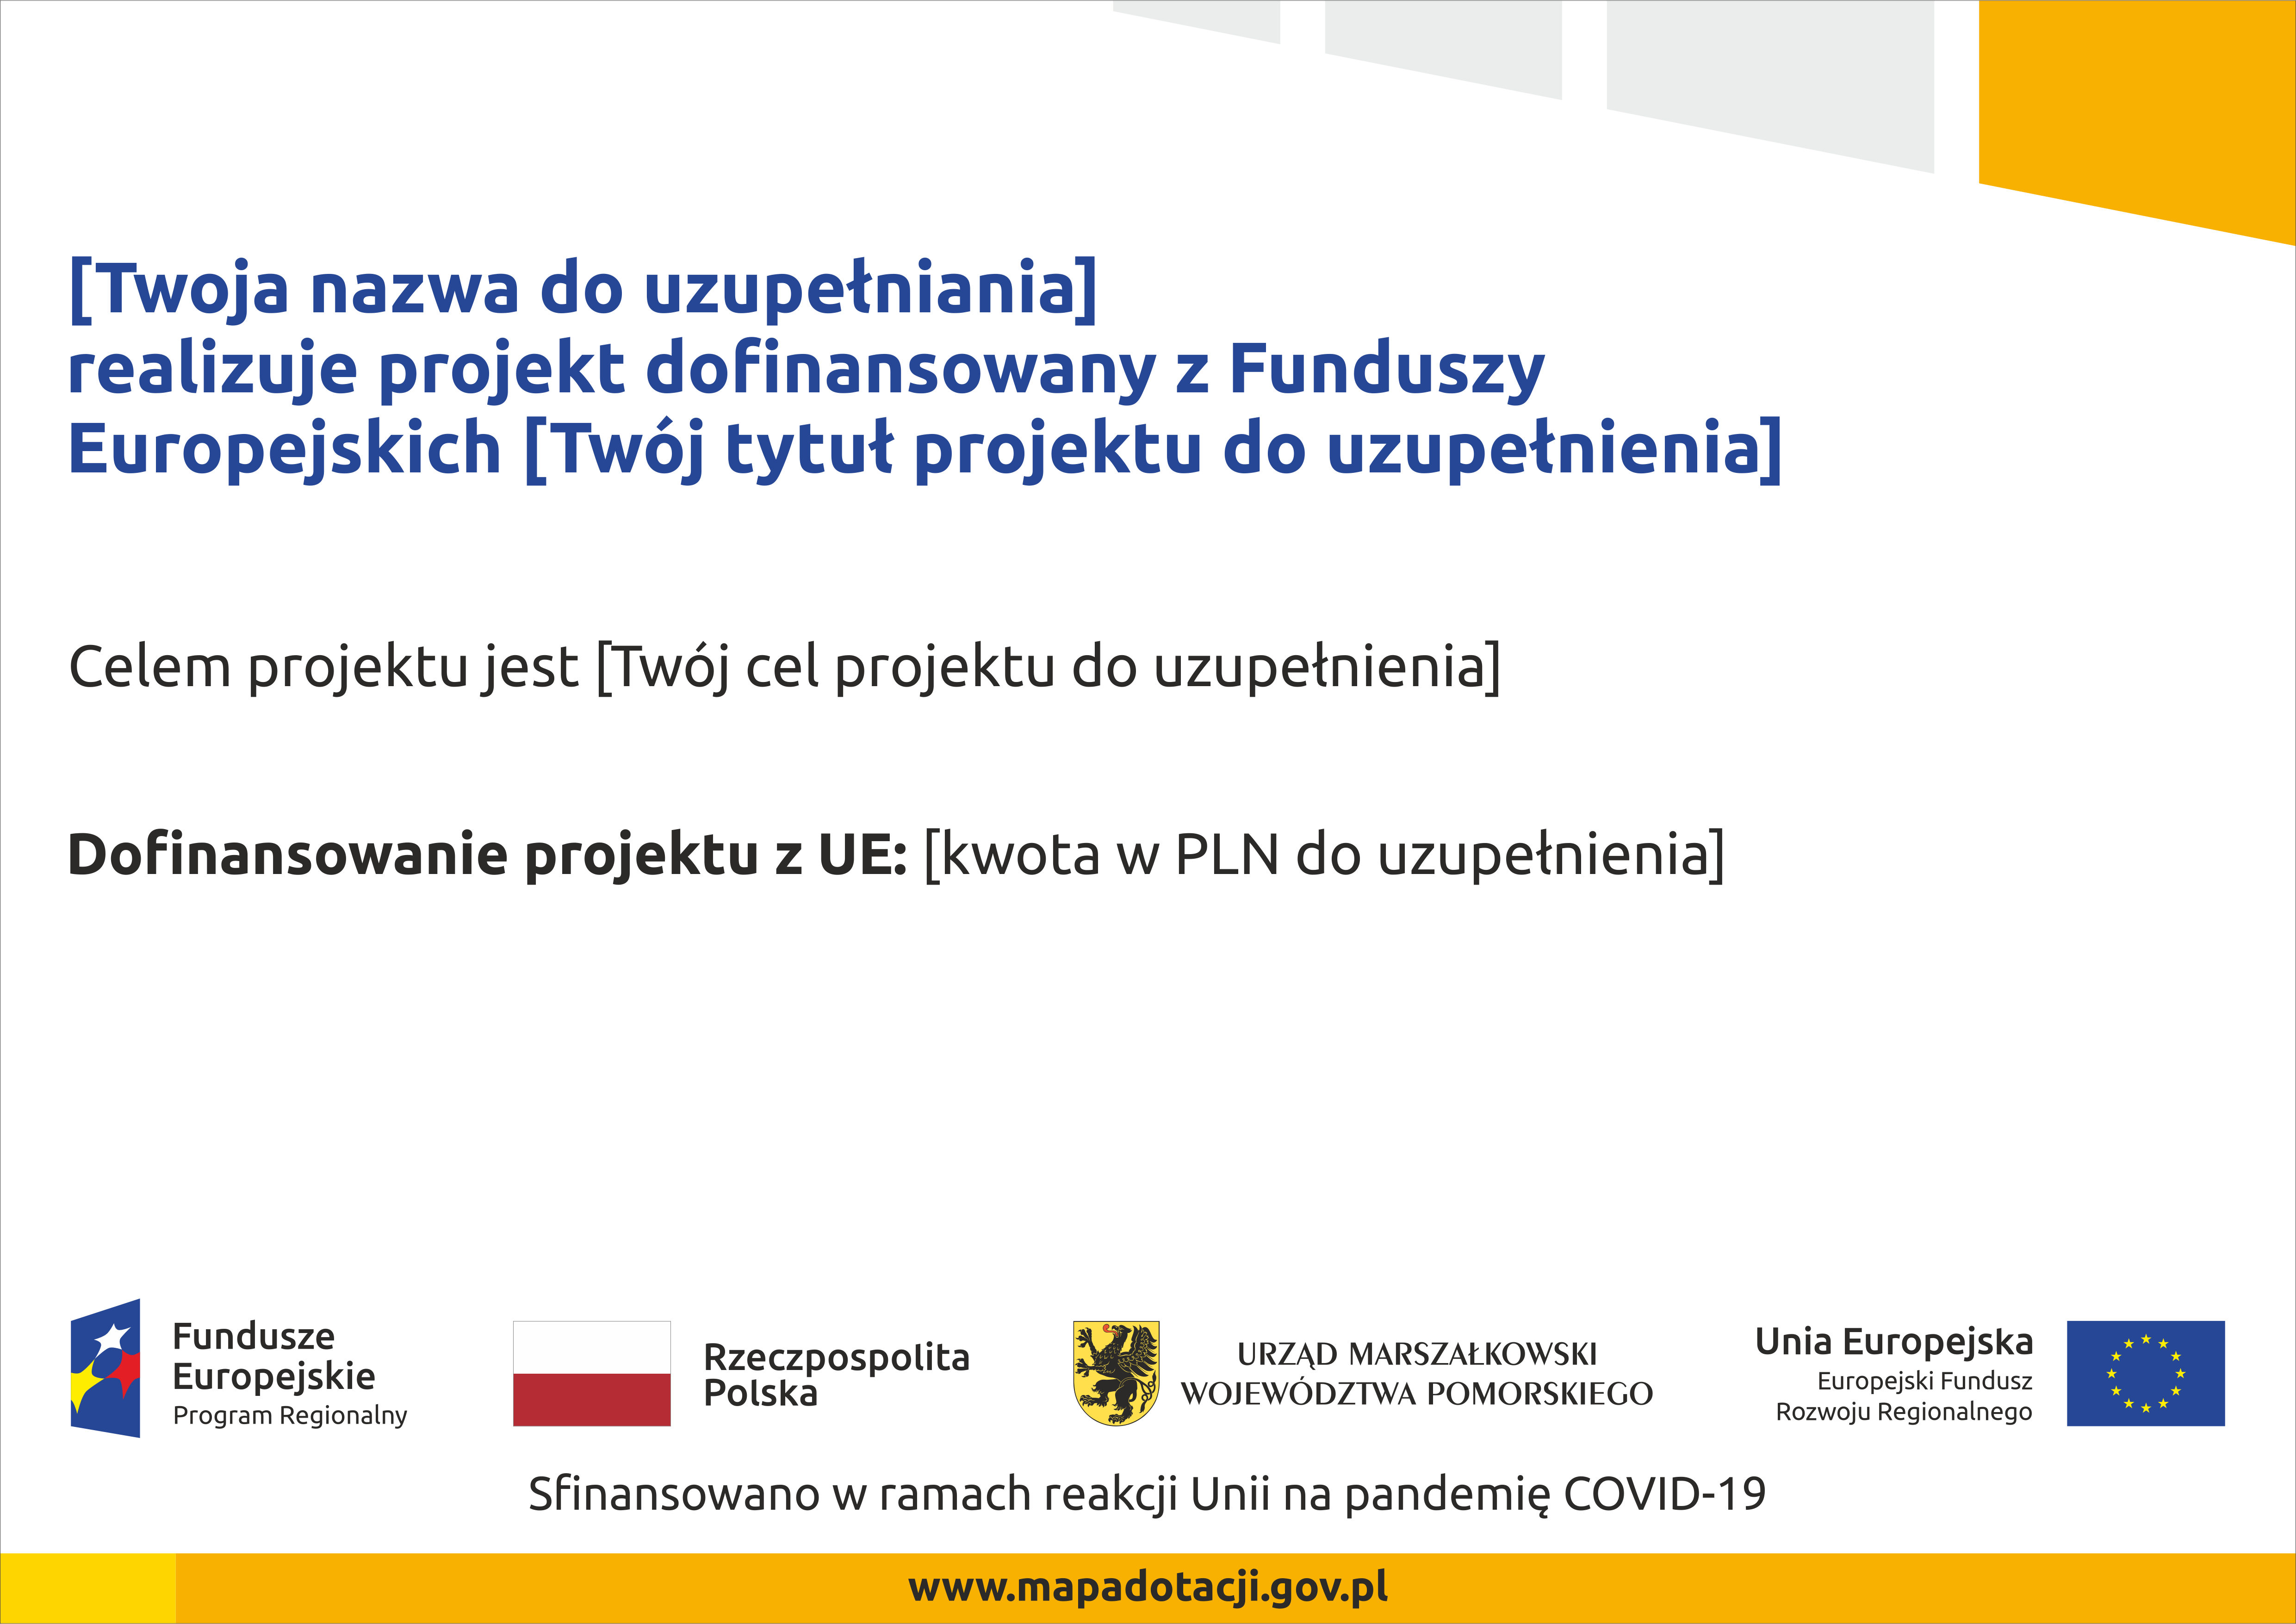 [Twoja nazwa do uzupełniania]
realizuje projekt dofinansowany z Funduszy
Europejskich [Twój tytuł projektu do uzupełnienia]
Celem projektu jest [Twój cel projektu do uzupełnienia]
Dofinansowanie projektu z UE: [kwota w PLN do uzupełnienia]
Fundusze
Europejskie
Program Regionalny
Rzeczpospolita
Polska
URZĄD MARSZAŁKOWSKI
WOJEWÓDZTWA POMORSKIEGO
Unia Europejska
Europejski Fundusz
Rozwoju Regionalnego
Sfinansowano w ramach reakcji Unii na pandemię COVID-19
www.mapadotacji.gov.pl